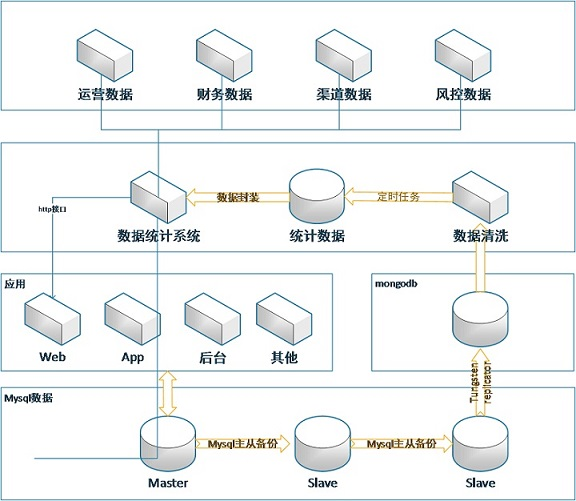 运营数据
财务数据
渠道数据
风控数据
http接口
数据封装
定时任务
数据统计系统
统计数据
数据清洗
应用
mongodb
Web
App
后台
其他
Tungsten
replicator
Mysql数据
Mysql主从备份
Mysql主从备份
Master
Slave
Slave